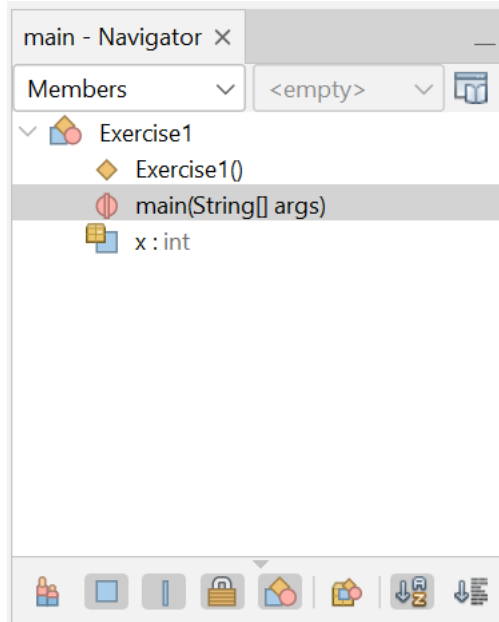 main - Navigator ×
Members <empty>
Exercise1
Exercise1()
main(String[] args)
x : int